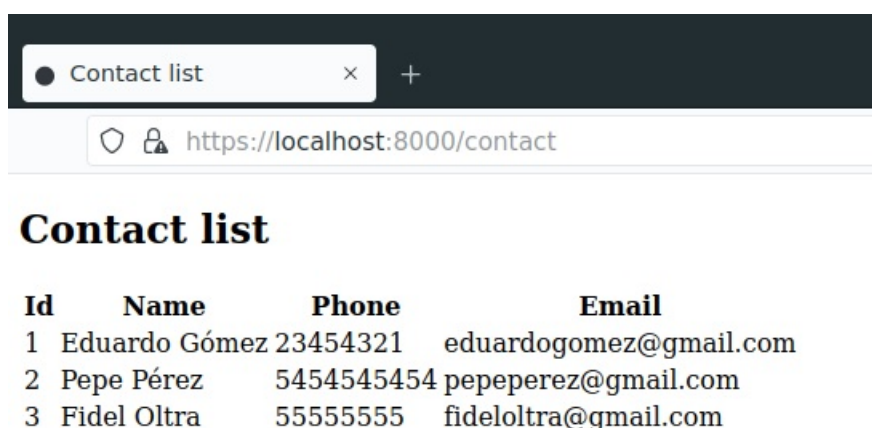 Contact list
https://localhost:8000/contact
Contact list
Id Name Phone Email
1 Eduardo Gómez 23454321 eduardogomez@gmail.com
2 Pepe Pérez 5454545454 pepeperez@gmail.com
3 Fidel Oltra 55555555 fideloltra@gmail.com